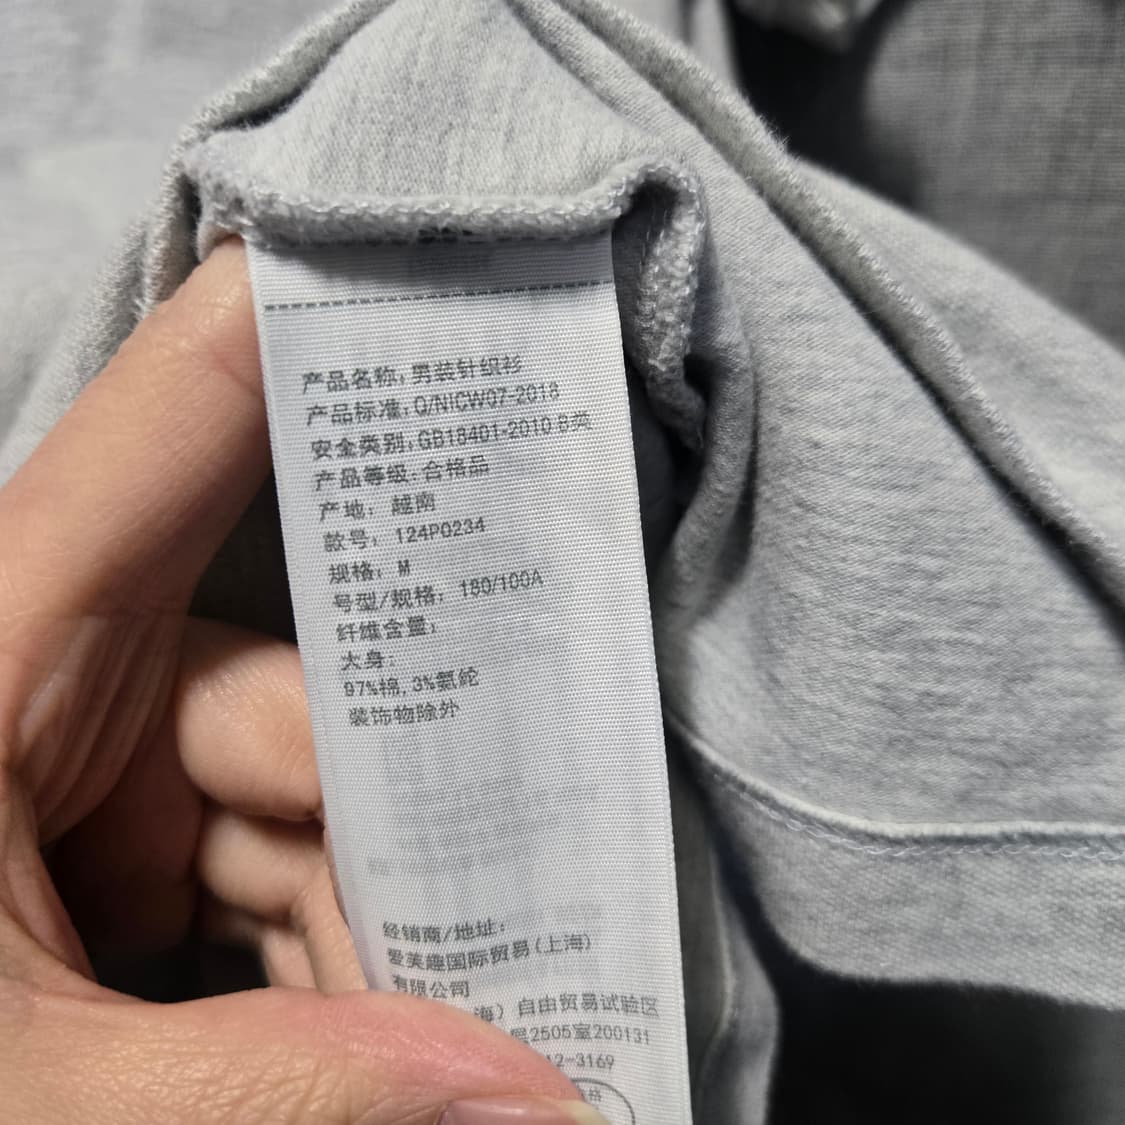 产品名称: 男装针织衫
产品标准: Q/NICW07-2018
安全类别: GB18401-2010 B类
产品等级: 合格品
产地: 越南
款号: 124P0234
规格: M
号型/规格: 180/100A
纤维含量:
大身:
97%棉, 3%氨纶
装饰物除外
经销商/地址:
爱美趣国际贸易(上海)
有限公司
海）自由贸易试验区
2505室200131
12-3169
格